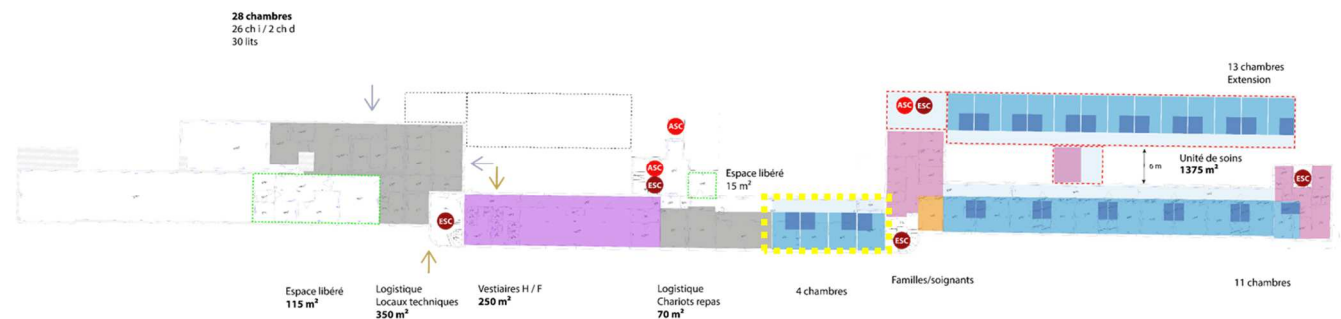 28 chambres
26 ch i / 2 ch d
30 lits
13 chambres
Extension
ASC
ESC
ASC
ASC
ESC
Espace libéré
15 m²
6 m
Unité de soins
1375 m²
ESC
ESC
ESC
Espace libéré
115 m²
Logistique
Locaux techniques
350 m²
Vestiaires H / F
250 m²
Logistique
Chariots repas
70 m²
4 chambres
Familles/soignants
11 chambres